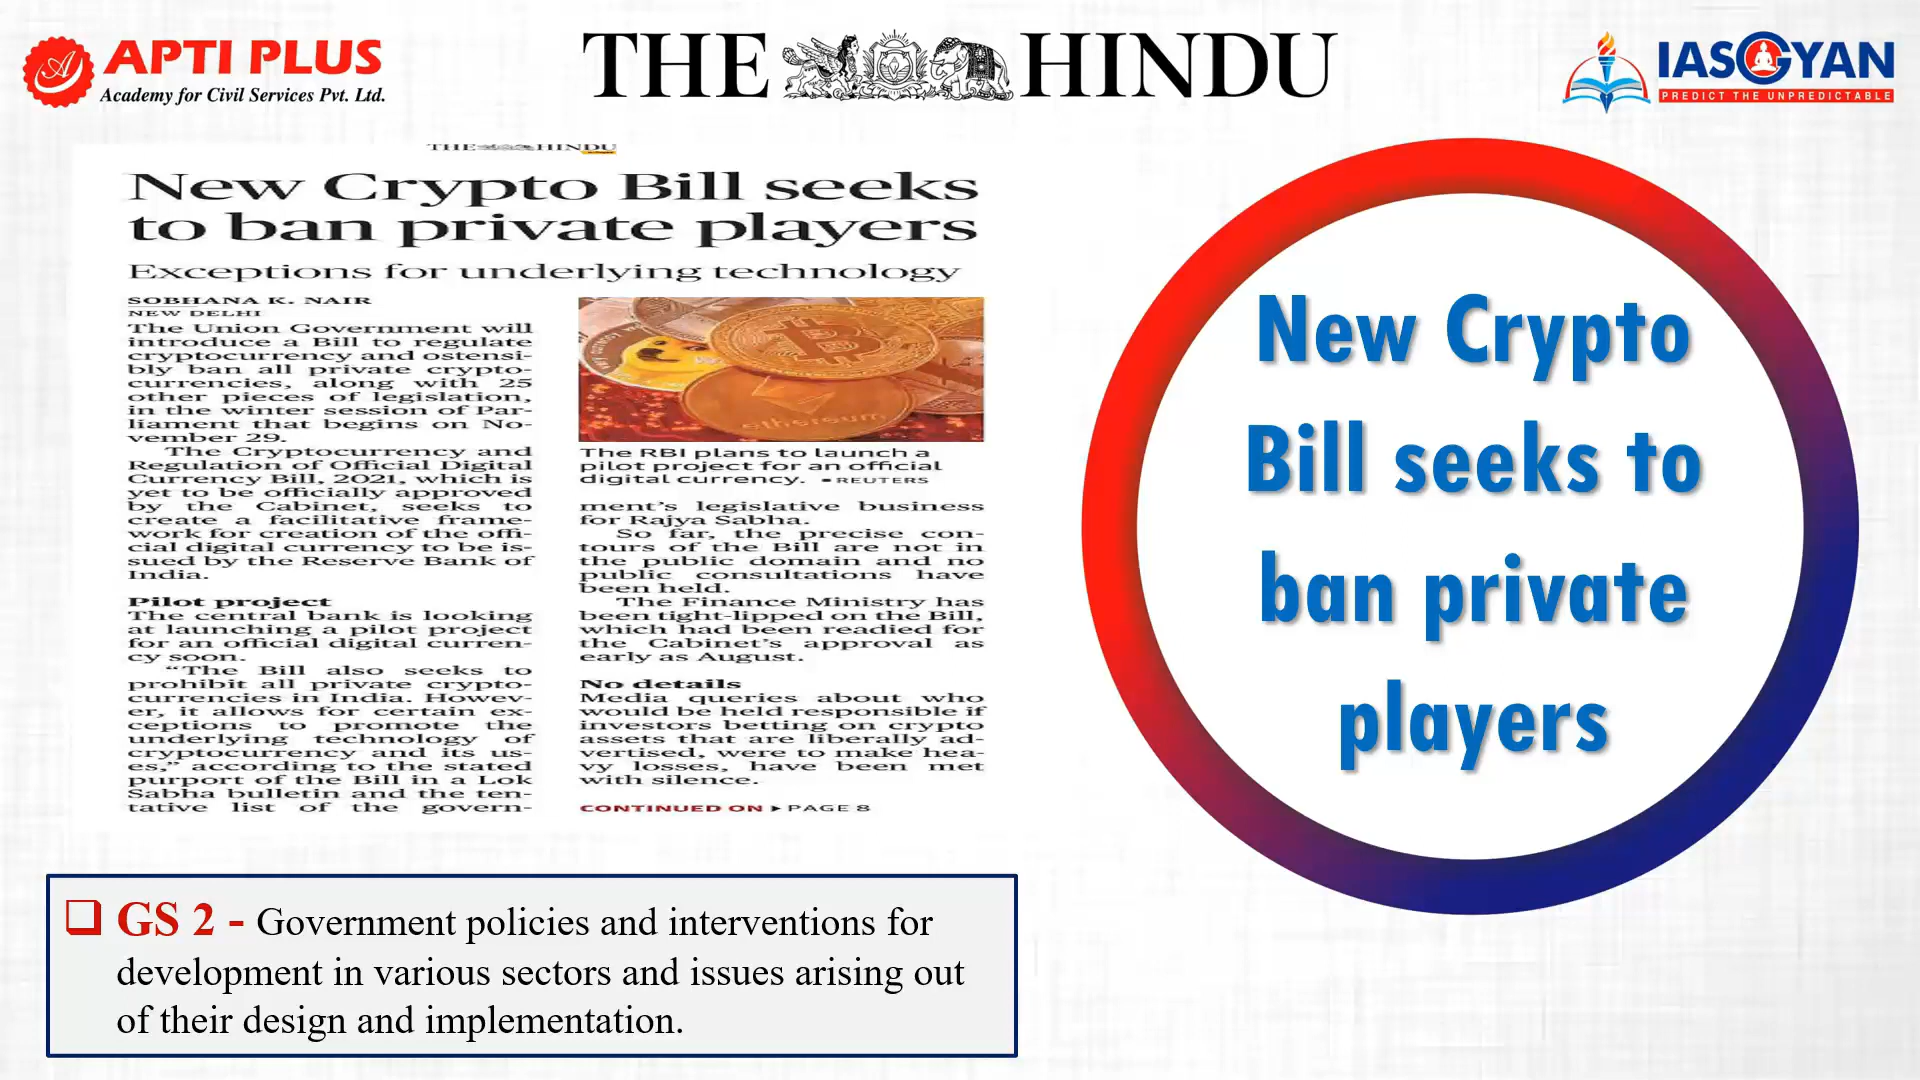 APTI PLUS
Academy for Civil Services Pvt. Ltd.
THE HINDU
IASGYAN
PREDICT THE UNPREDICTABLE
THE HINDU
New Crypto Bill seeks
to ban private players
Exceptions for underlying technology
SOBHANA K. NAIR
NEW DELHI
The Union Government will
introduce a Bill to regulate
cryptocurrency and ostensi-
bly ban all private crypto-
currencies, along with 25
other pieces of legislation,
in the winter session of Par-
liament that begins on No-
vember 29.
The Cryptocurrency and
Regulation of Official Digital
Currency Bill, 2021, which is
yet to be officially approved
by the Cabinet, seeks to
create a facilitative frame-
work for creation of the offi-
cial digital currency to be is-
sued by the Reserve Bank of
India.
Pilot project
The central bank is looking
at launching a pilot project
for an official digital curren-
cy soon.
“The Bill also seeks to
prohibit all private crypto-
currencies in India. Howev-
er, it allows for certain ex-
ceptions to promote the
underlying technology of
cryptocurrency and its us-
es,” according to the stated
purport of the Bill in a Lok
Sabha bulletin and the ten-
tative list of the govern-
ethereum
The RBI plans to launch a
pilot project for an official
digital currency. • REUTERS
ment’s legislative business
for Rajya Sabha.
So far, the precise con-
tours of the Bill are not in
the public domain and no
public consultations have
been held.
The Finance Ministry has
been tight-lipped on the Bill,
which had been readied for
the Cabinet’s approval as
early as August.
No details
Media queries about who
would be held responsible if
investors betting on crypto
assets that are liberally ad-
vertised, were to make hea-
vy losses, have been met
with silence.
CONTINUED ON ▸ PAGE 8
New Crypto
Bill seeks to
ban private
players
❑ GS 2 - Government policies and interventions for
development in various sectors and issues arising out
of their design and implementation.